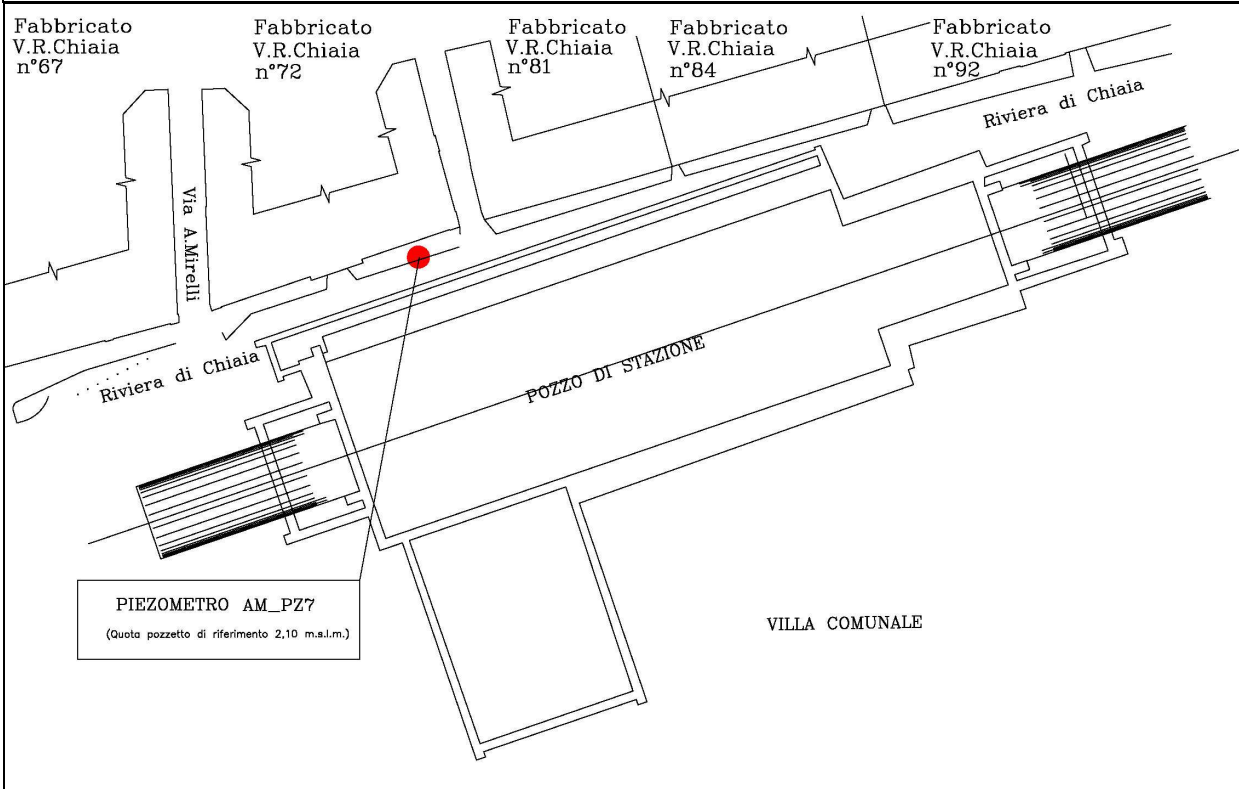 Fabbricato
V.R.Chiaia
n°67
Fabbricato
V.R.Chiaia
n°72
Fabbricato
V.R.Chiaia
n°81
Fabbricato
V.R.Chiaia
n°84
Fabbricato
V.R.Chiaia
n°92
Riviera di Chiaia
Via A.Mirelli
Riviera di Chiaia
POZZO DI STAZIONE
PIEZOMETRO AM_PZ7
(Quota pozzetto di riferimento 2,10 m.s.l.m.)
VILLA COMUNALE